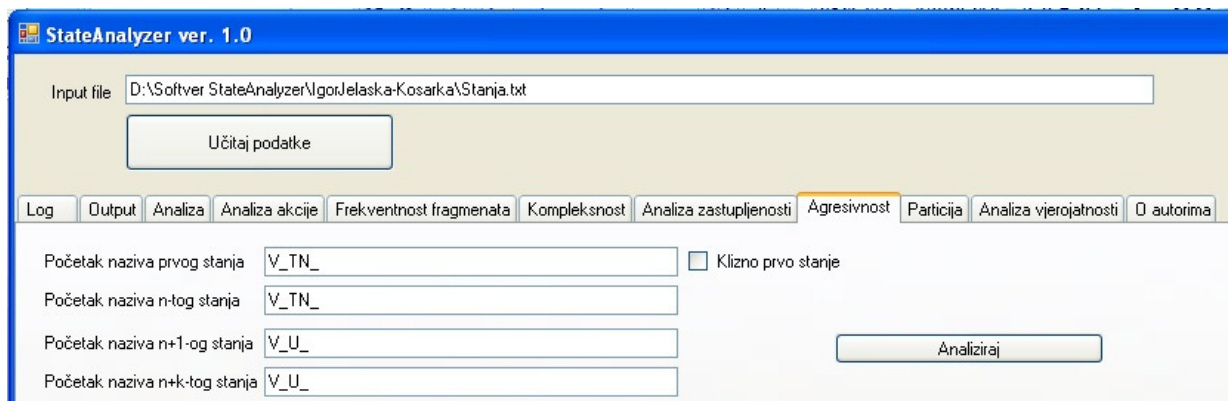 StateAnalyzer ver. 1.0
Input file D:\Softver StateAnalyzer\IgorJelaska-Kosarka\Stanja.txt
Učitaj podatke
Log Output Analiza Analiza akcije Frekventnost fragmenata Kompleksnost Analiza zastupljenosti Agresivnost Particija Analiza vjerojatnosti O autorima
Početak naziva prvog stanja V_TN_ Klizno prvo stanje
Početak naziva n-tog stanja V_TN_
Početak naziva n+1-og stanja V_U_ Analiziraj
Početak naziva n+k-tog stanja V_U_